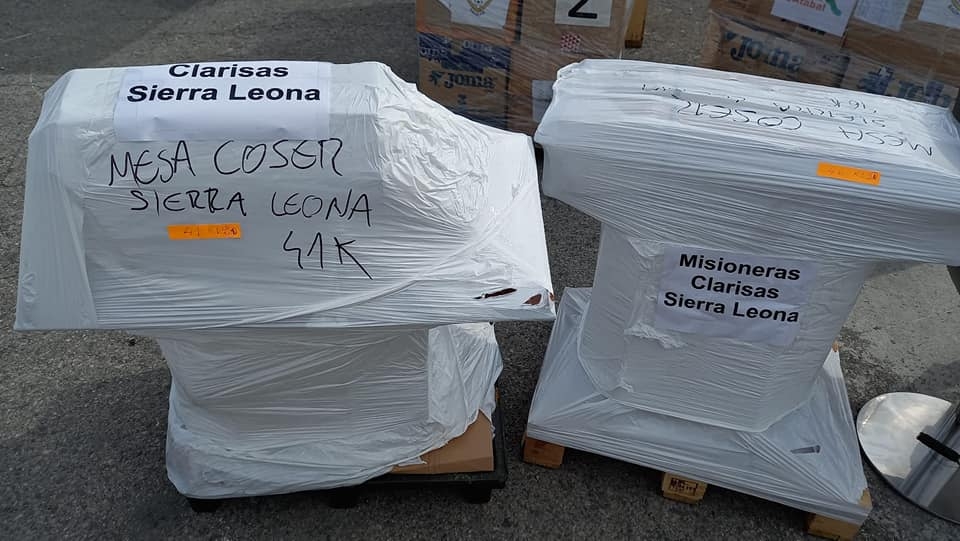 Clarisas
Sierra Leona
MESA COSER
SIERRA LEONA
41K
MESA COSER
Misioneras
Clarisas
Sierra Leona
2
Joma
Joma